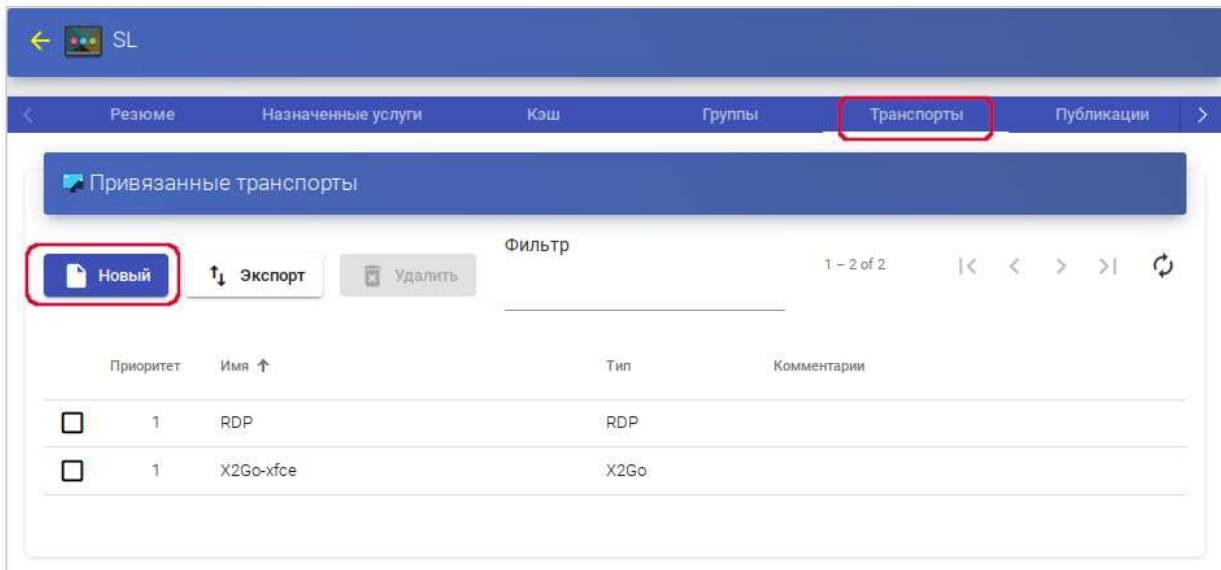 SL
Резюме Назначенные услуги Кэш Группы Транспорты Публикации
Привязанные транспорты
Новый Экспорт Удалить Фильтр 1 – 2 of 2
Приоритет Имя Тип Комментарии
1 RDP RDP
1 X2Go-xfce X2Go